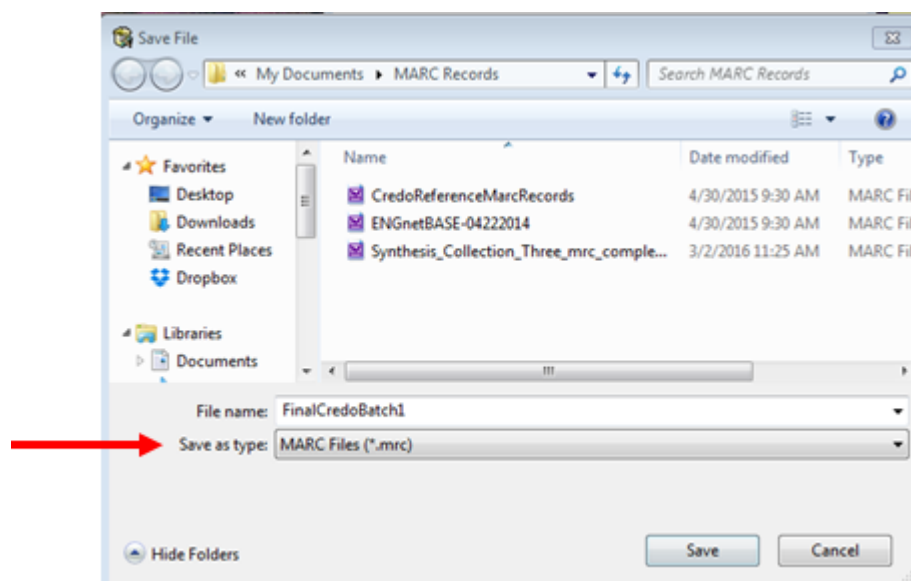 Save File
« My Documents ▸ MARC Records
Search MARC Records
Organize
New folder
Favorites
Desktop
Downloads
Recent Places
Dropbox
Libraries
Documents
Name Date modified Type
CredoReferenceMarcRecords 4/30/2015 9:30 AM MARC Fil
ENGnetBASE-04222014 4/30/2015 9:30 AM MARC Fil
Synthesis_Collection_Three_mrc_comple... 3/2/2016 11:25 AM MARC Fil
File name: FinalCredoBatch1
Save as type: MARC Files (*.mrc)
Hide Folders
Save
Cancel